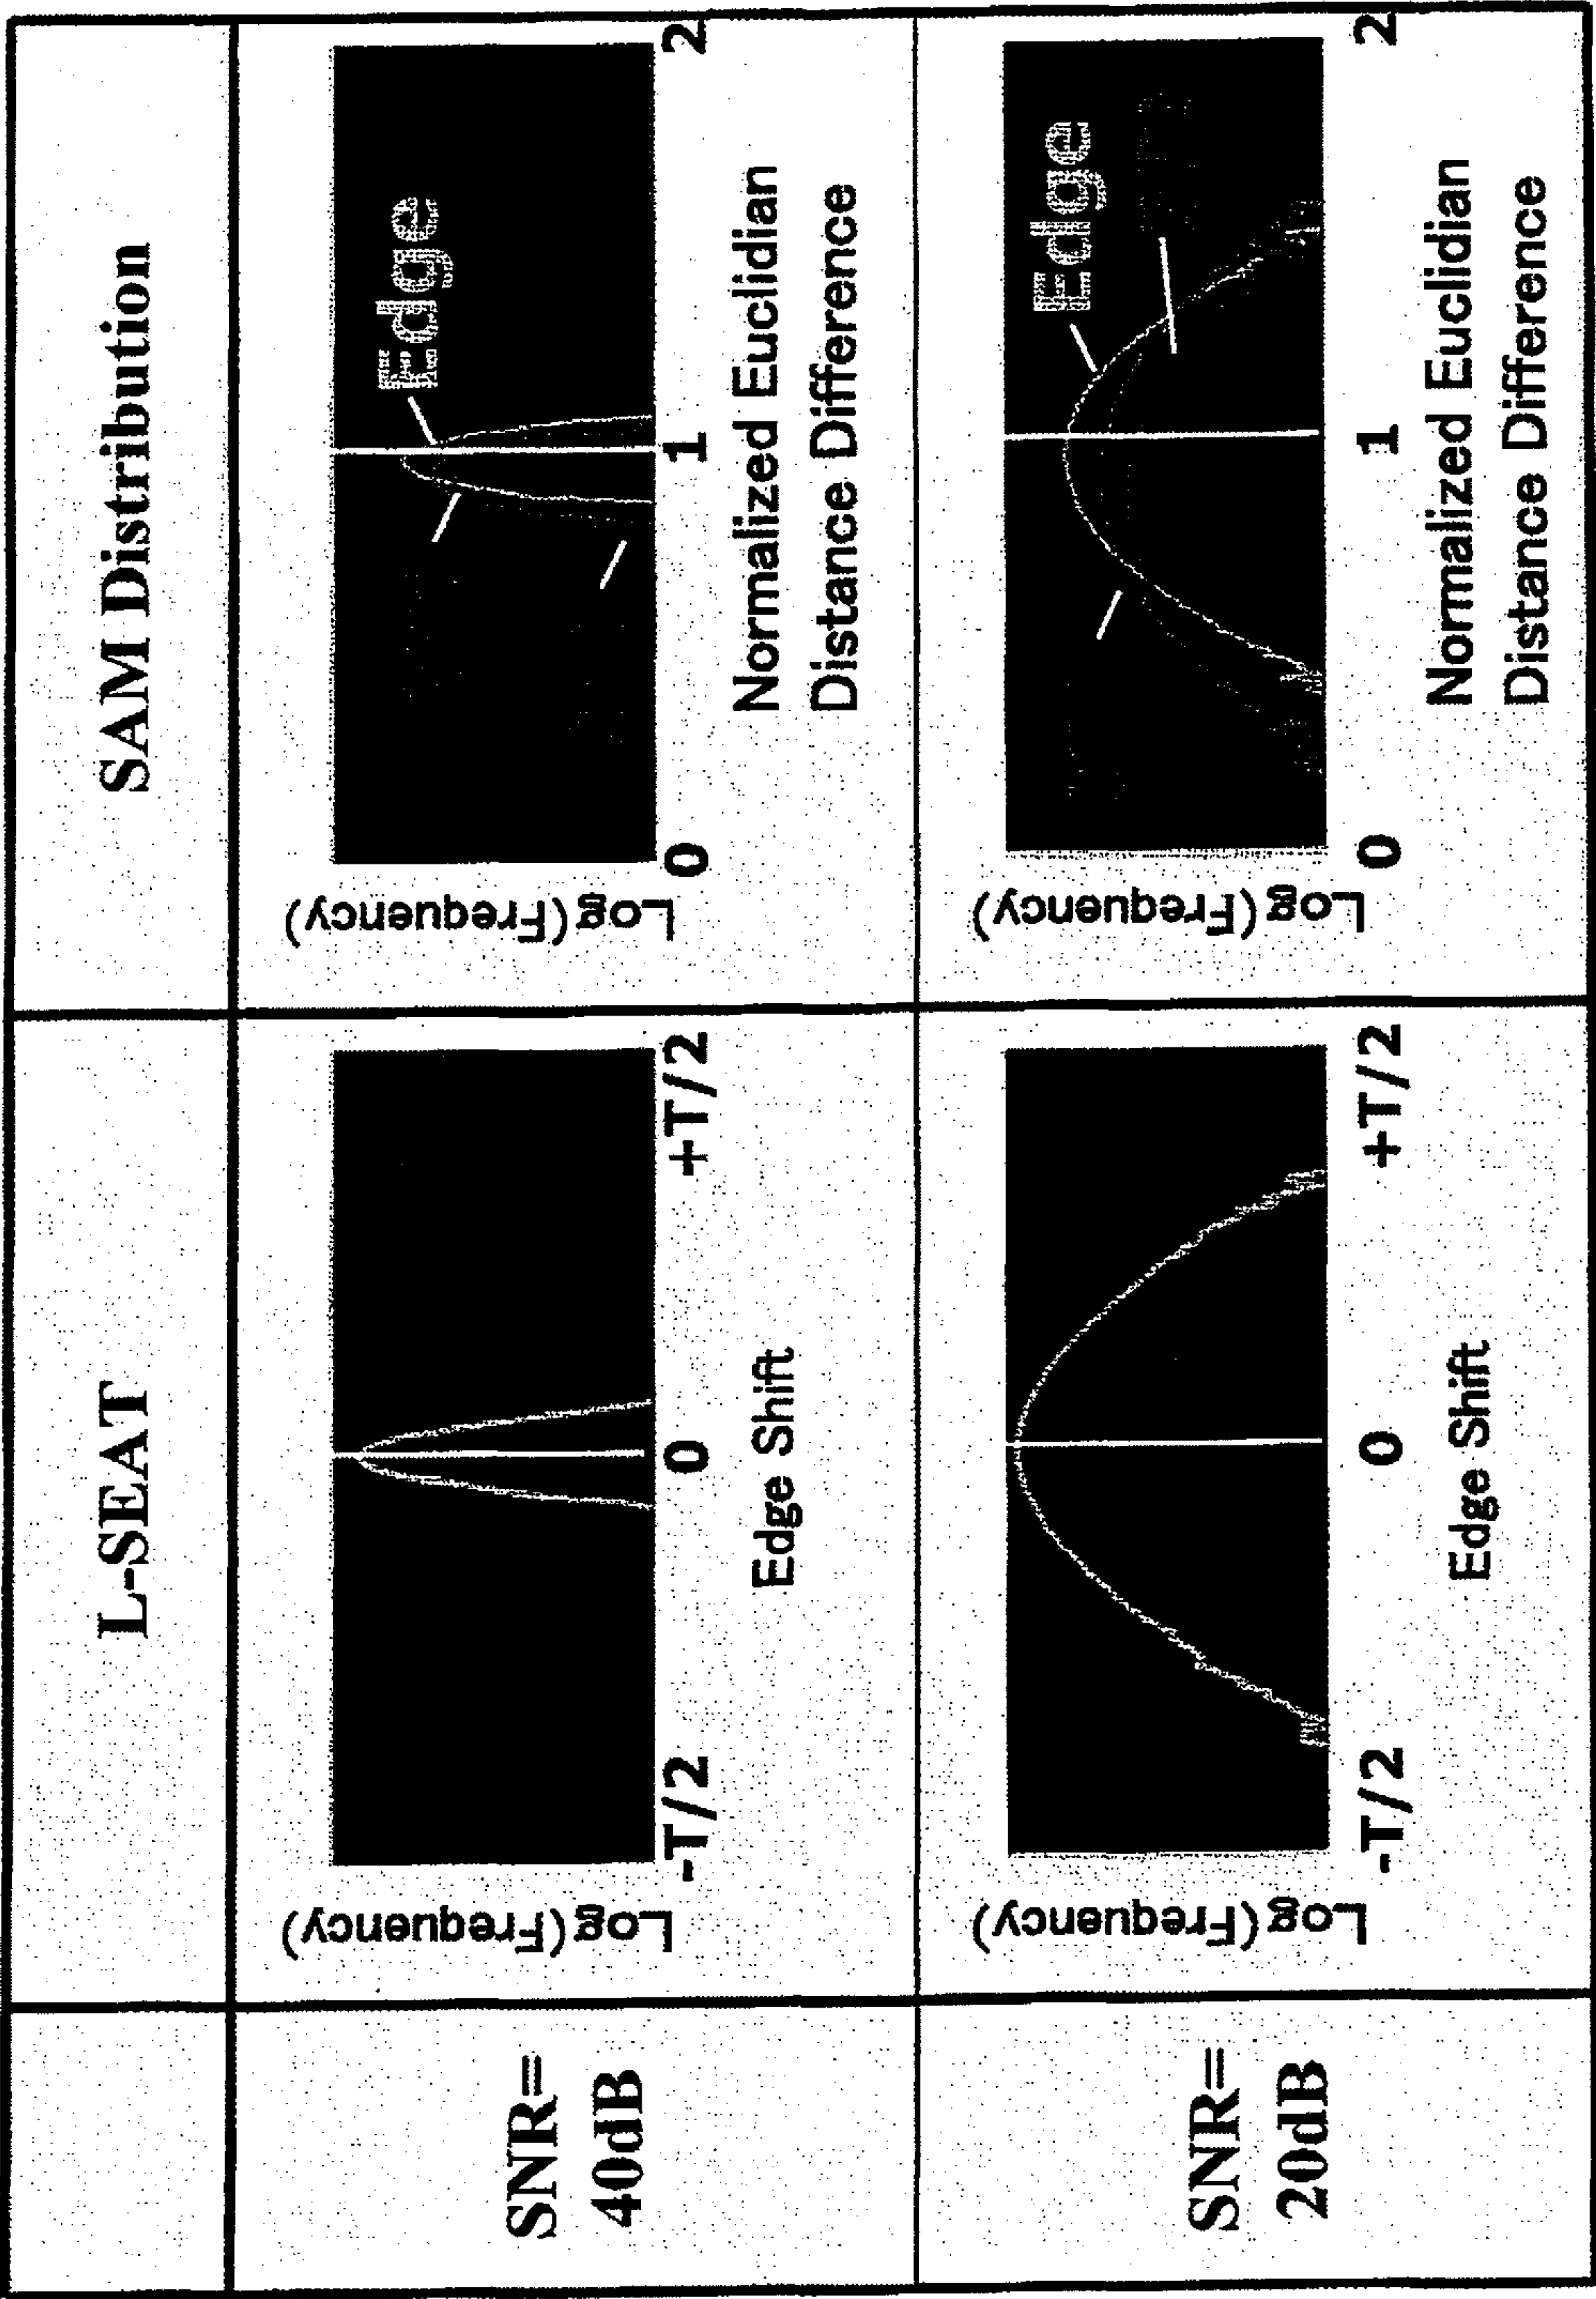 L-SEAT
SAM Distribution
SNR=
40dB
Log(Frequency)
-T/2
0
+T/2
Edge Shift
Log(Frequency)
Edge
0
1
2
Normalized Euclidian
Distance Difference
SNR=
20dB
Log(Frequency)
-T/2
0
+T/2
Edge Shift
Log(Frequency)
Edge
0
1
2
Normalized Euclidian
Distance Difference